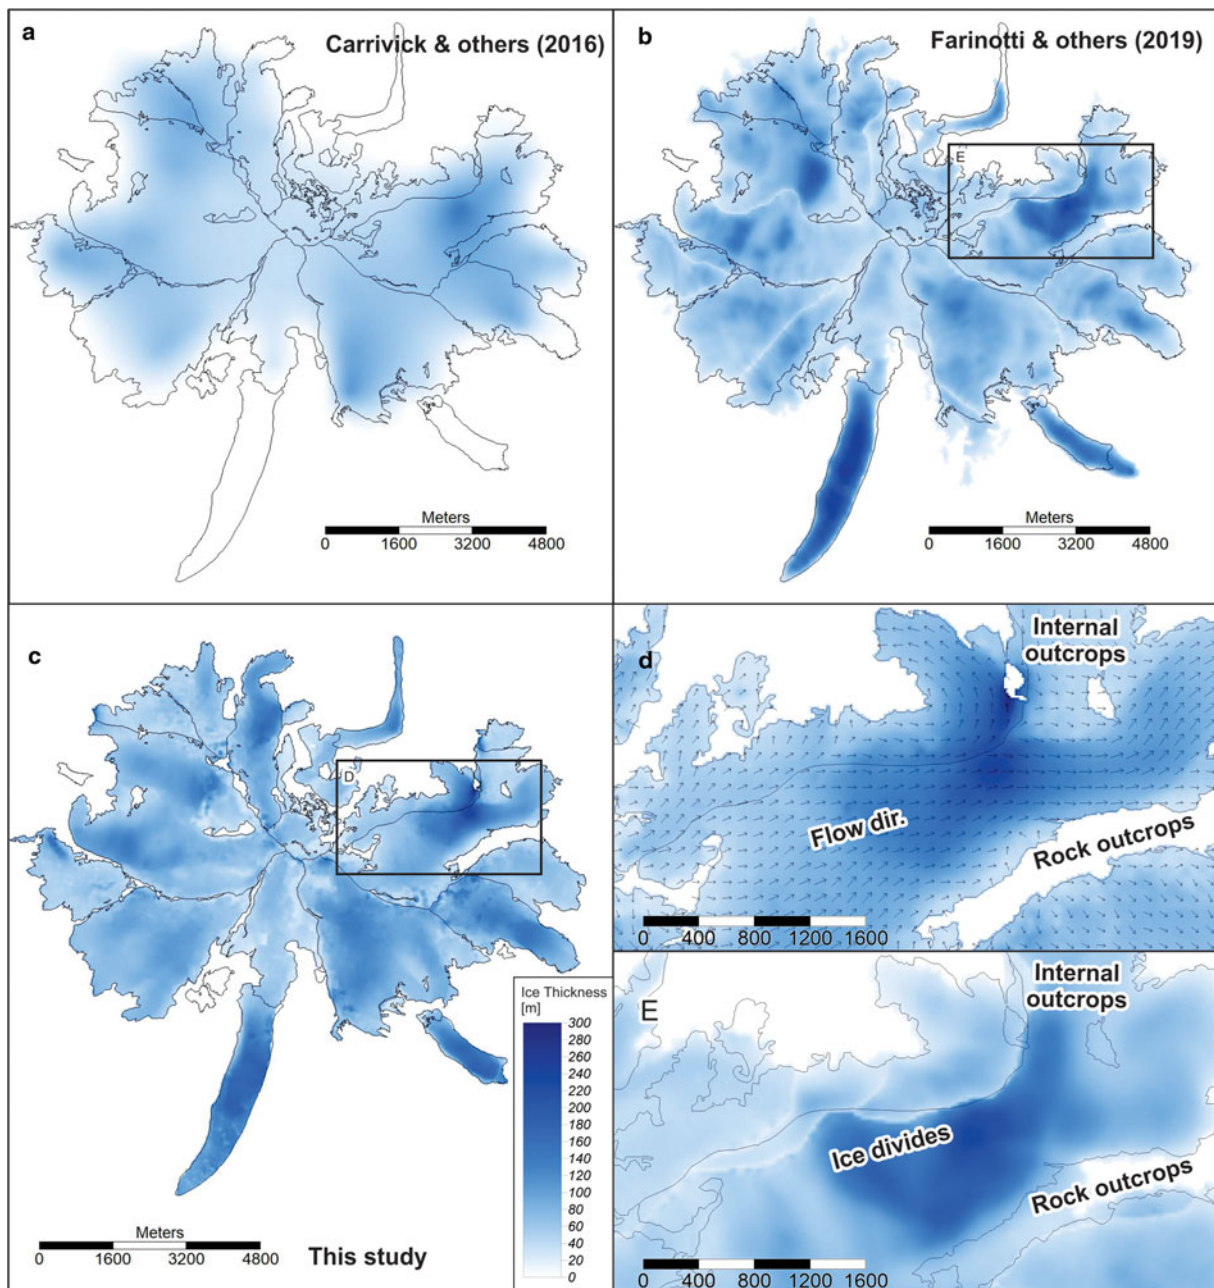 a
Carrivick & others (2016)
Meters
0 1600 3200 4800
b
Farinotti & others (2019)
E
Meters
0 1600 3200 4800
c
D
Ice Thickness
[m]
300
280
260
240
220
200
180
160
140
120
100
80
60
40
20
0
Meters
0 1600 3200 4800
This study
d
Internal
outcrops
Flow dir.
Rock outcrops
0 400 800 1200 1600
E
Internal
outcrops
Ice divides
Rock outcrops
0 400 800 1200 1600